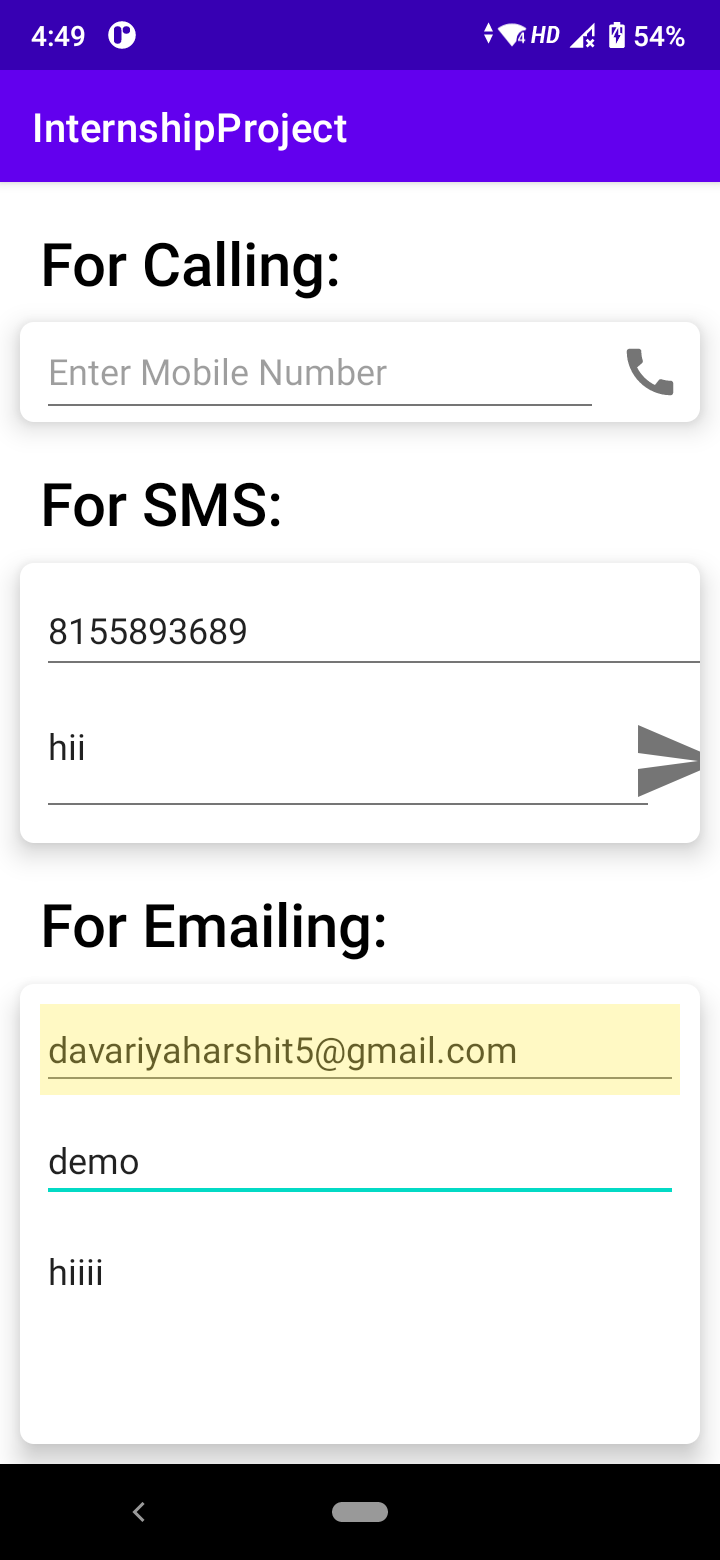 4:49 4 HD 54%
InternshipProject
For Calling:
Enter Mobile Number
For SMS:
8155893689
hii
For Emailing:
davariyaharshit5@gmail.com
demo
hiiii